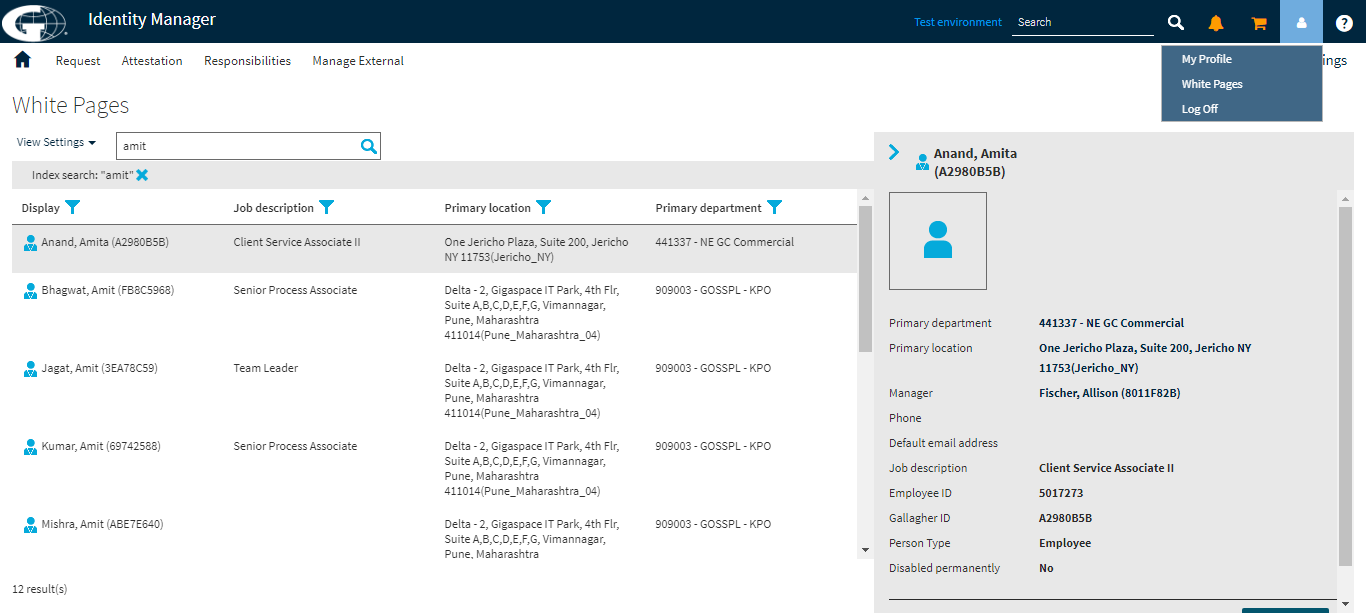 Identity Manager
Test environment
Search
?
Request
Attestation
Responsibilities
Manage External
ings
My Profile
White Pages
Log Off
White Pages
View Settings
amit
Index search: "amit"
Display
Job description
Primary location
Primary department
Anand, Amita (A2980B5B)
Client Service Associate II
One Jericho Plaza, Suite 200, Jericho
NY 11753(Jericho_NY)
441337 - NE GC Commercial
Bhagwat, Amit (FB8C5968)
Senior Process Associate
Delta - 2, Gigaspace IT Park, 4th Flr,
Suite A,B,C,D,E,F,G, Vimannagar,
Pune, Maharashtra
411014(Pune_Maharashtra_04)
909003 - GOSSPL - KPO
Jagat, Amit (3EA78C59)
Team Leader
Delta - 2, Gigaspace IT Park, 4th Flr,
Suite A,B,C,D,E,F,G, Vimannagar,
Pune, Maharashtra
411014(Pune_Maharashtra_04)
909003 - GOSSPL - KPO
Kumar, Amit (69742588)
Senior Process Associate
Delta - 2, Gigaspace IT Park, 4th Flr,
Suite A,B,C,D,E,F,G, Vimannagar,
Pune, Maharashtra
411014(Pune_Maharashtra_04)
909003 - GOSSPL - KPO
Mishra, Amit (ABE7E640)
Delta - 2, Gigaspace IT Park, 4th Flr,
Suite A,B,C,D,E,F,G, Vimannagar,
Pune, Maharashtra
909003 - GOSSPL - KPO
12 result(s)
Anand, Amita
(A2980B5B)
Primary department
441337 - NE GC Commercial
Primary location
One Jericho Plaza, Suite 200, Jericho NY
11753(Jericho_NY)
Manager
Fischer, Allison (8011F82B)
Phone
Default email address
Job description
Client Service Associate II
Employee ID
5017273
Gallagher ID
A2980B5B
Person Type
Employee
Disabled permanently
No